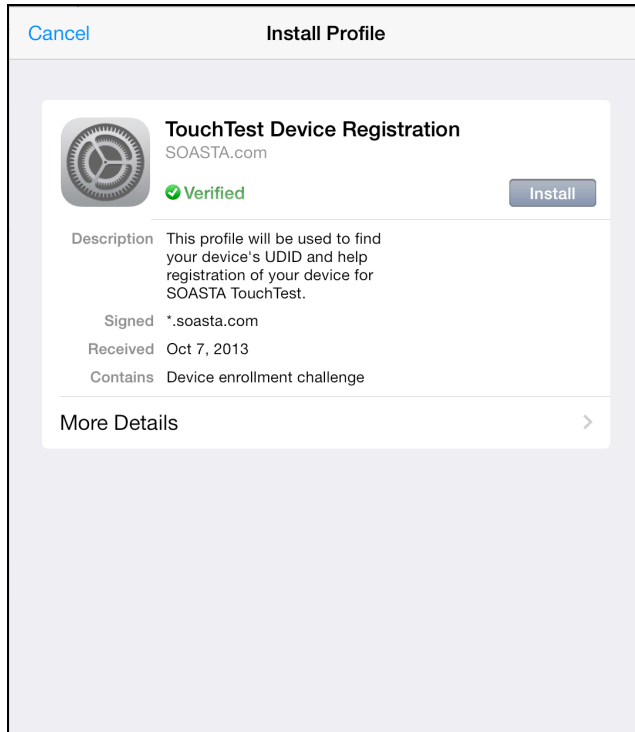 Cancel Install Profile
TouchTest Device Registration
SOASTA.com
Verified Install
Description This profile will be used to find
your device's UDID and help
registration of your device for
SOASTA TouchTest.
Signed *.soasta.com
Received Oct 7, 2013
Contains Device enrollment challenge
More Details